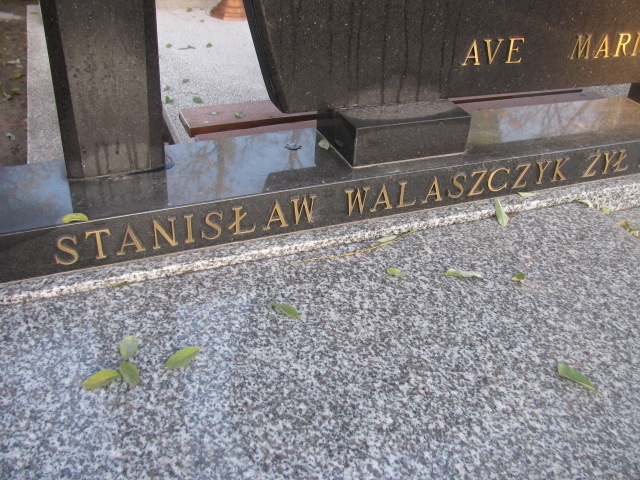 AVE MARI
STANISŁAW WALASZCZYK ŻYŁ